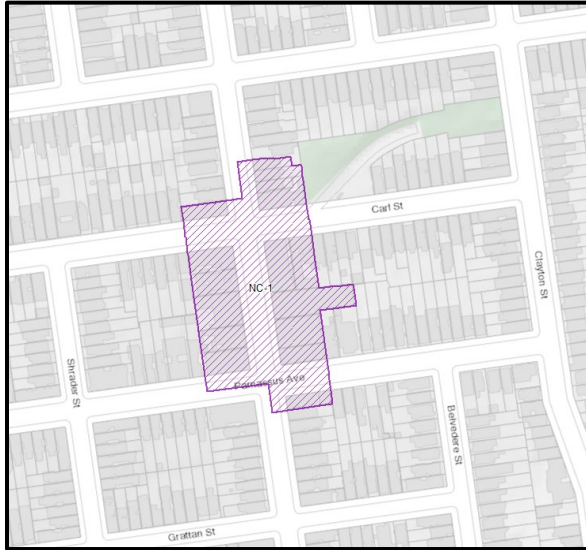 Carl St
Clayton St
NC-1
Shrader St
Parnassus Ave
Belvedere St
Grattan St